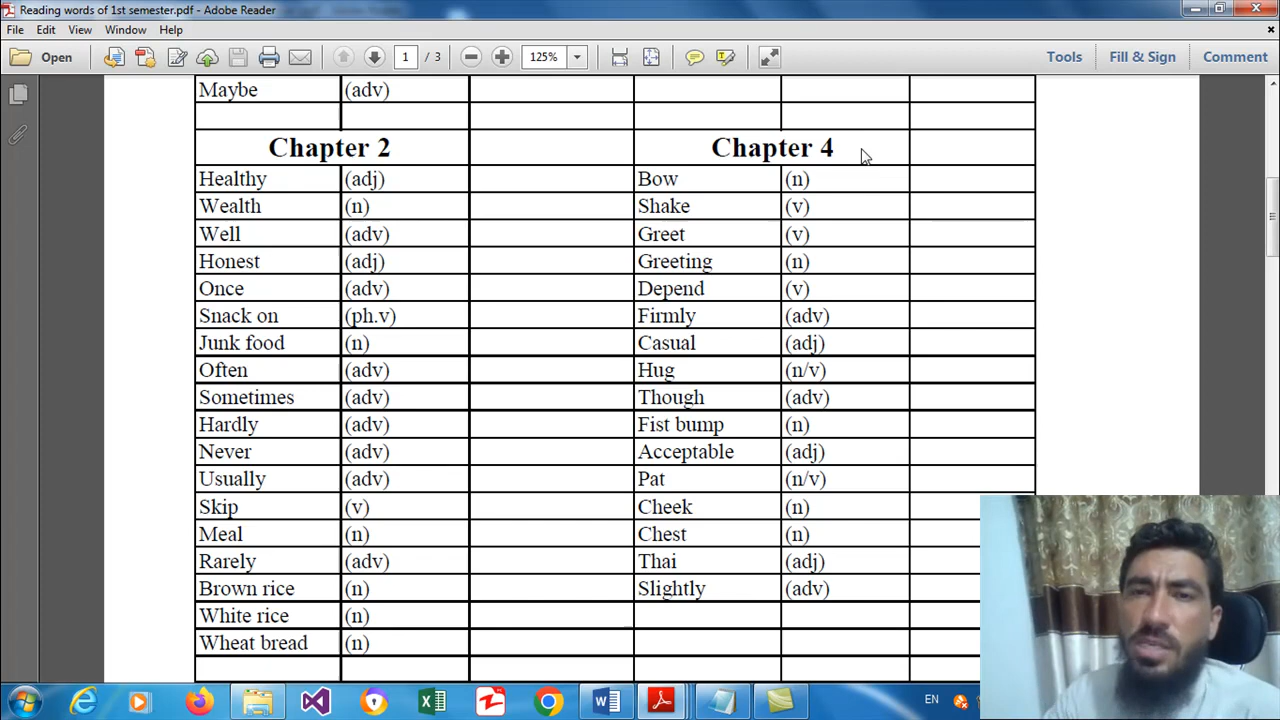 Reading words of 1st semester.pdf - Adobe Reader
File Edit View Window Help
Open 1 / 3 125% Tools Fill & Sign Comment
Maybe (adv)
Chapter 2 Chapter 4
Healthy (adj) Bow (n)
Wealth (n) Shake (v)
Well (adv) Greet (v)
Honest (adj) Greeting (n)
Once (adv) Depend (v)
Snack on (ph.v) Firmly (adv)
Junk food (n) Casual (adj)
Often (adv) Hug (n/v)
Sometimes (adv) Though (adv)
Hardly (adv) Fist bump (n)
Never (adv) Acceptable (adj)
Usually (adv) Pat (n/v)
Skip (v) Cheek (n)
Meal (n) Chest (n)
Rarely (adv) Thai (adj)
Brown rice (n) Slightly (adv)
White rice (n)
Wheat bread (n)
EN